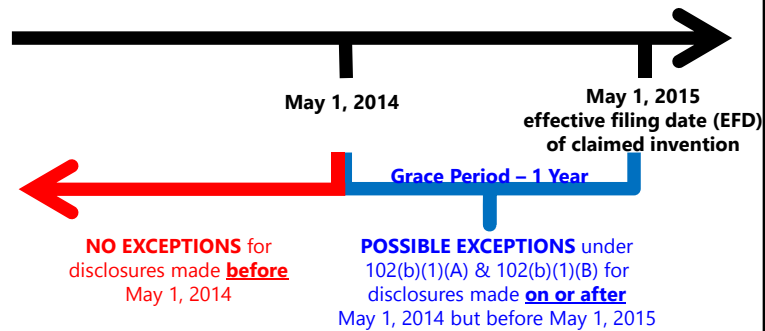 May 1, 2014
May 1, 2015
effective filing date (EFD)
of claimed invention
Grace Period – 1 Year
NO EXCEPTIONS for
disclosures made before
May 1, 2014
POSSIBLE EXCEPTIONS under
102(b)(1)(A) & 102(b)(1)(B) for
disclosures made on or after
May 1, 2014 but before May 1, 2015